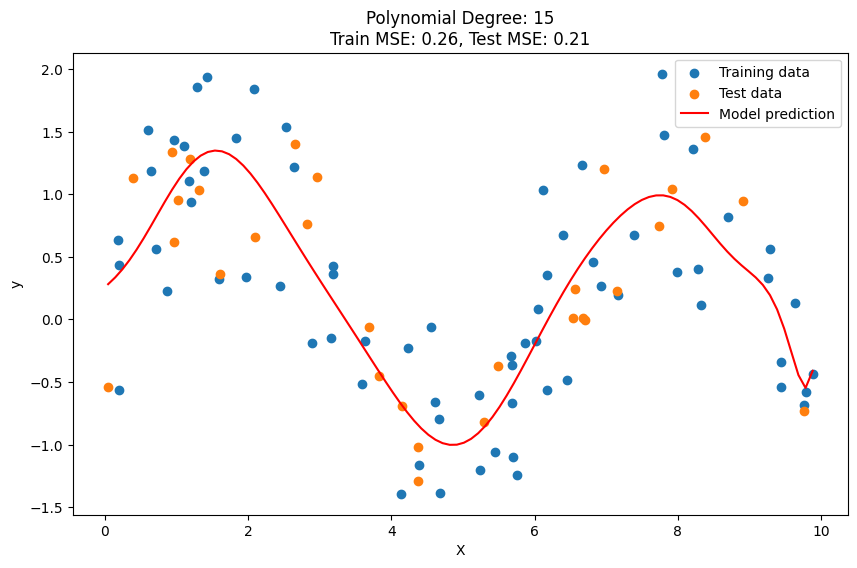 Polynomial Degree: 15
Train MSE: 0.26, Test MSE: 0.21
Training data
Test data
Model prediction
y
2.0
1.5
1.0
0.5
0.0
-0.5
-1.0
-1.5
0 2 4 6 8 10
X